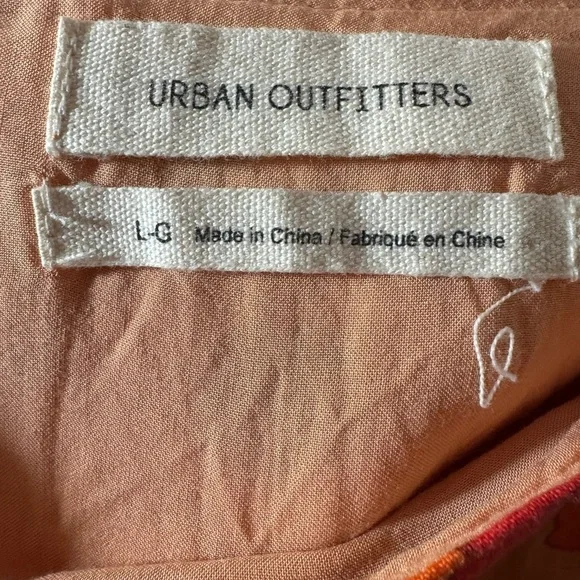 URBAN OUTFITTERS
L-G Made in China / Fabriqué en Chine